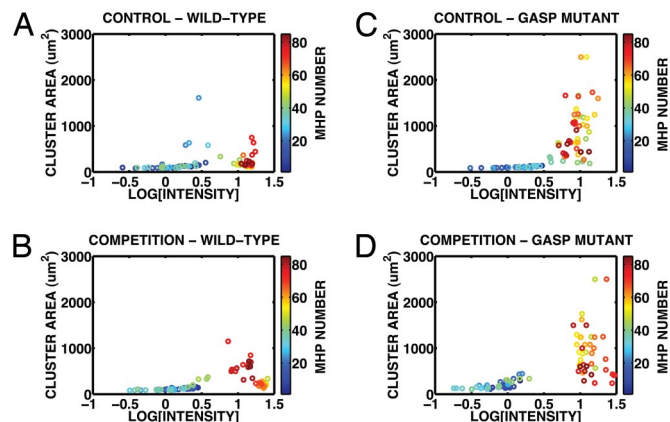 A
CONTROL – WILD–TYPE
CLUSTER AREA (um²)
3000
2000
1000
0
−1 −0.5 0 0.5 1 1.5
LOG[INTENSITY]
80
60
40
20
MHP NUMBER
C
CONTROL – GASP MUTANT
CLUSTER AREA (um²)
3000
2000
1000
0
−1 −0.5 0 0.5 1 1.5
LOG[INTENSITY]
80
60
40
20
MHP NUMBER
B
COMPETITION – WILD–TYPE
CLUSTER AREA (um²)
3000
2000
1000
0
−1 −0.5 0 0.5 1 1.5
LOG[INTENSITY]
80
60
40
20
MHP NUMBER
D
COMPETITION – GASP MUTANT
CLUSTER AREA (um²)
3000
2000
1000
0
−1 −0.5 0 0.5 1 1.5
LOG[INTENSITY]
80
60
40
20
MHP NUMBER